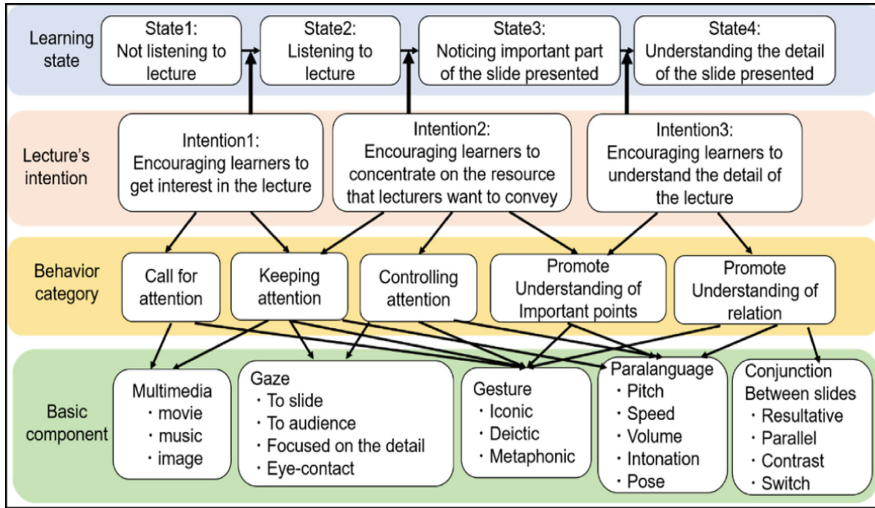 Learning
state
State1:
Not listening to
lecture
State2:
Listening to
lecture
State3:
Noticing important part
of the slide presented
State4:
Understanding the detail
of the slide presented
Lecture's
intention
Intention1:
Encouraging learners to
get interest in the lecture
Intention2:
Encouraging learners to
concentrate on the resource
that lecturers want to convey
Intention3:
Encouraging learners to
understand the detail of
the lecture
Behavior
category
Call for
attention
Keeping
attention
Controlling
attention
Promote
Understanding of
Important points
Promote
Understanding of
relation
Basic
component
Multimedia
・movie
・music
・image
Gaze
・To slide
・To audience
・Focused on the detail
・Eye-contact
Gesture
・Iconic
・Deictic
・Metaphonic
Paralanguage
・Pitch
・Speed
・Volume
・Intonation
・Pose
Conjunction
Between slides
・Resultative
・Parallel
・Contrast
・Switch